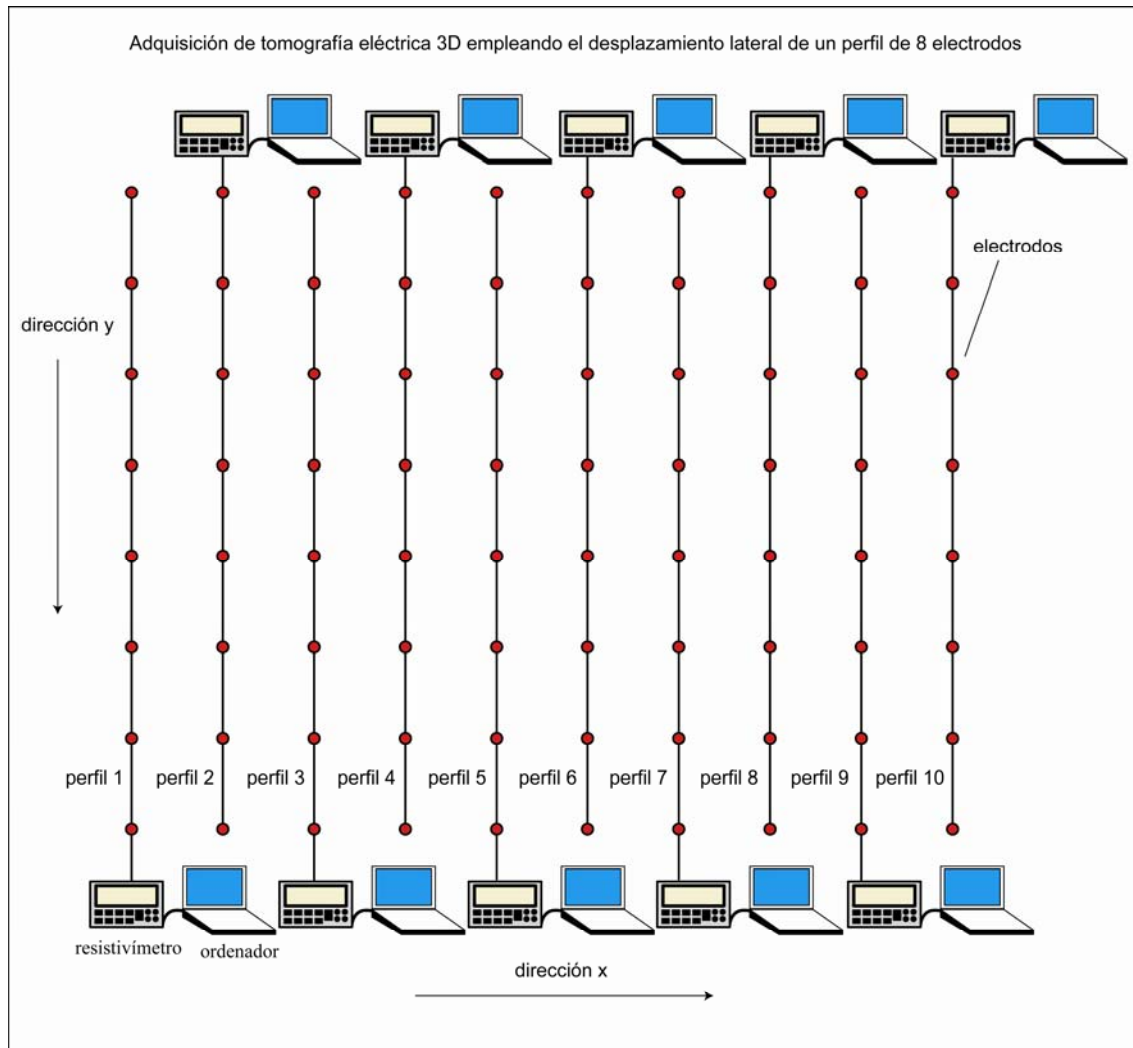 Adquisición de tomografía eléctrica 3D empleando el desplazamiento lateral de un perfil de 8 electrodos
electrodos
dirección y
perfil 1
perfil 2
perfil 3
perfil 4
perfil 5
perfil 6
perfil 7
perfil 8
perfil 9
perfil 10
resistivímetro
ordenador
dirección x